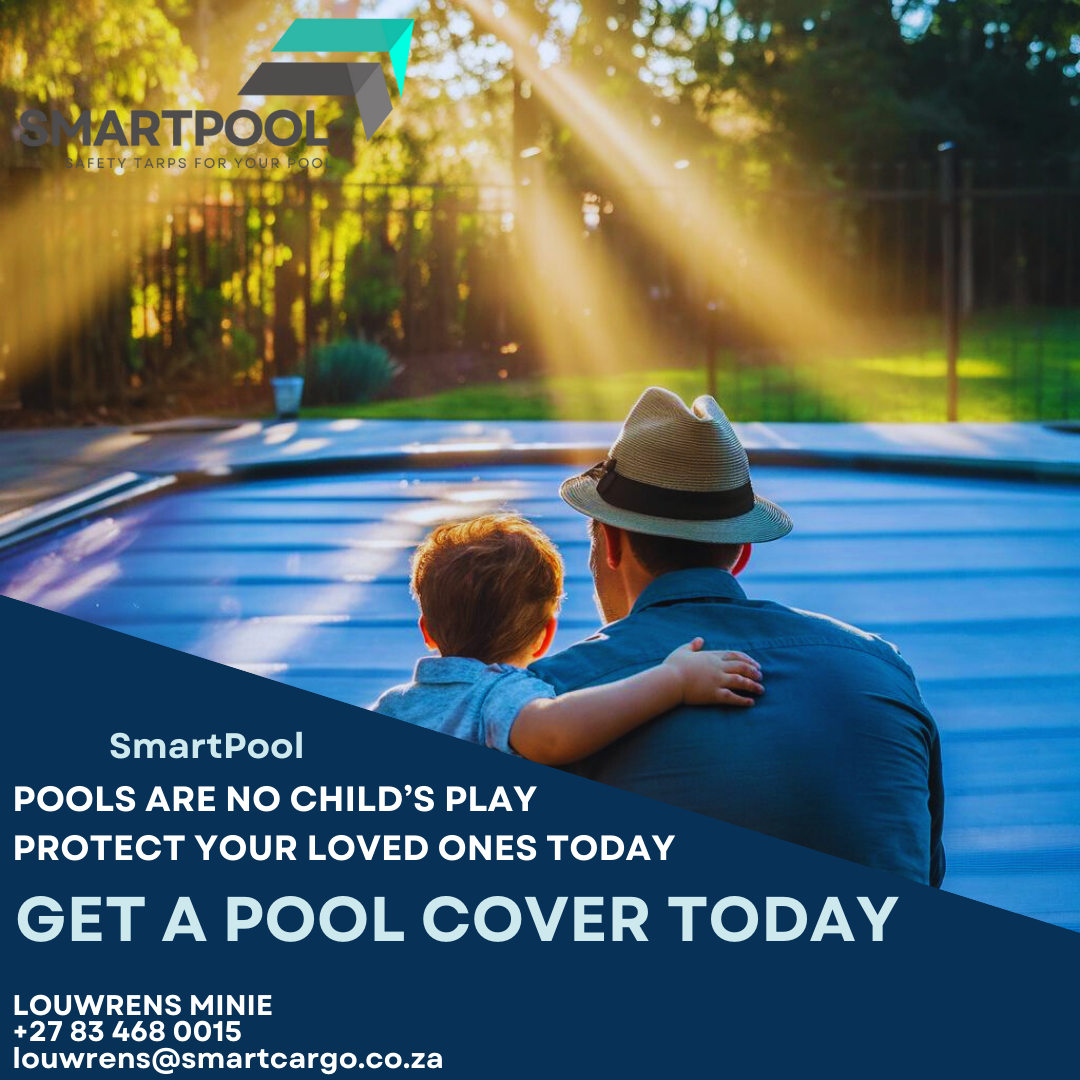 SMARTPOOL
SAFETY TARPS FOR YOUR POOL
SmartPool
POOLS ARE NO CHILD'S PLAY
PROTECT YOUR LOVED ONES TODAY
GET A POOL COVER TODAY
LOUWRENS MINIE
+27 83 468 0015
louwrens@smartcargo.co.za